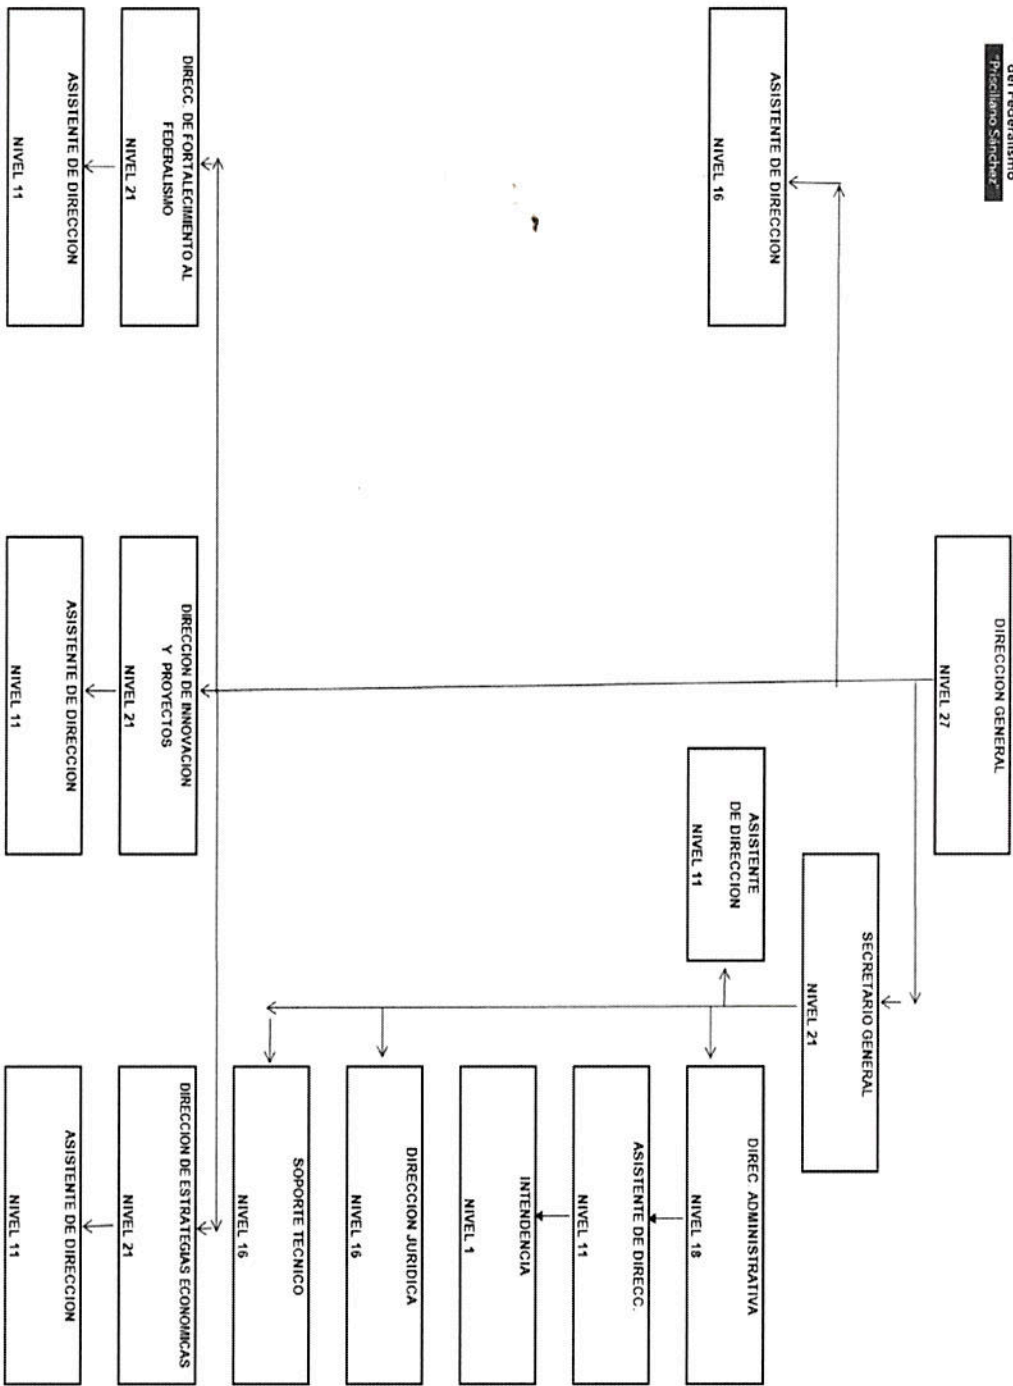 del Federalismo
"Prisciliano Sánchez"
DIRECCION GENERAL
NIVEL 27
SECRETARIO GENERAL
NIVEL 21
ASISTENTE DE DIRECCION
NIVEL 16
ASISTENTE
DE DIRECCION
NIVEL 11
DIREC. ADMINISTRATIVA
NIVEL 18
ASISTENTE DE DIRECC.
NIVEL 11
INTENDENCIA
NIVEL 1
DIRECCION JURIDICA
NIVEL 16
SOPORTE TECNICO
NIVEL 16
DIRECC. DE FORTALECIMIENTO AL
FEDERALISMO
NIVEL 21
DIRECCION DE INNOVACION
Y PROYECTOS
NIVEL 21
DIRECCION DE ESTRATEGIAS ECONOMICAS
NIVEL 21
ASISTENTE DE DIRECCION
NIVEL 11
ASISTENTE DE DIRECCION
NIVEL 11
ASISTENTE DE DIRECCION
NIVEL 11